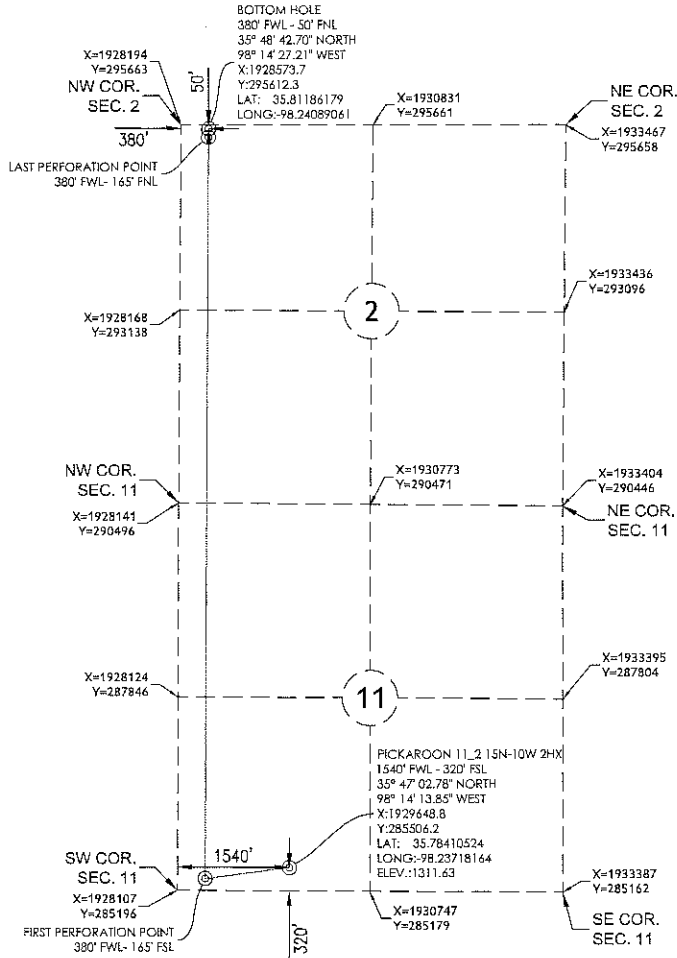 BOTTOM HOLE
380' FWL - 50' FNL
35° 48' 42.70" NORTH
98° 14' 27.21" WEST
X:1928573.7
Y:295612.3
LAT: 35.81186179
LONG:-98.24089061
X=1928194
Y=295663
NW COR.
SEC. 2
50'
X=1930831
Y=295661
NE COR.
SEC. 2
X=1933467
Y=295658
380'
LAST PERFORATION POINT
380' FWL- 165' FNL
X=1933436
Y=293096
X=1928168
Y=293138
2
NW COR.
SEC. 11
X=1928141
Y=290496
X=1930773
Y=290471
X=1933404
Y=290446
NE COR.
SEC. 11
X=1928124
Y=287846
X=1933395
Y=287804
11
PICKAROON 11_2 15N-10W 2HX
1540' FWL - 320' FSL
35° 47' 02.78" NORTH
98° 14' 13.85" WEST
X:1929648.8
Y:285506.2
LAT: 35.78410524
LONG:-98.23718164
ELEV.:1311.63
1540'
SW COR.
SEC. 11
X=1928107
Y=285196
FIRST PERFORATION POINT
380' FWL- 165' FSL
320'
X=1930747
Y=285179
X=1933387
Y=285162
SE COR.
SEC. 11